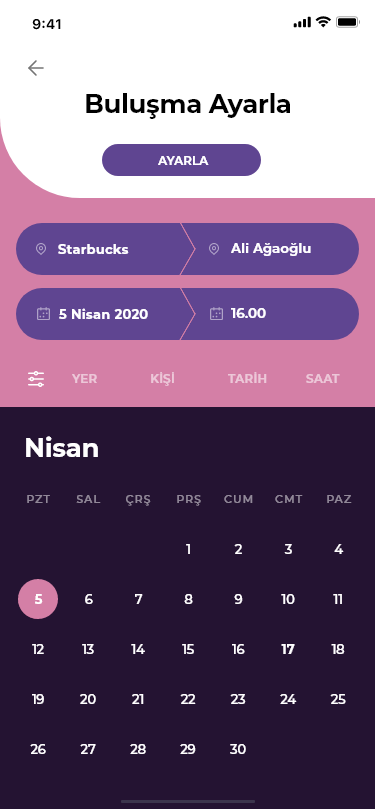 9:41
Buluşma Ayarla
AYARLA
Starbucks Ali Ağaoğlu
5 Nisan 2020 16.00
YER KİŞİ TARİH SAAT
Nisan
PZT SAL ÇRŞ PRŞ CUM CMT PAZ
1 2 3 4
5 6 7 8 9 10 11
12 13 14 15 16 17 18
19 20 21 22 23 24 25
26 27 28 29 30